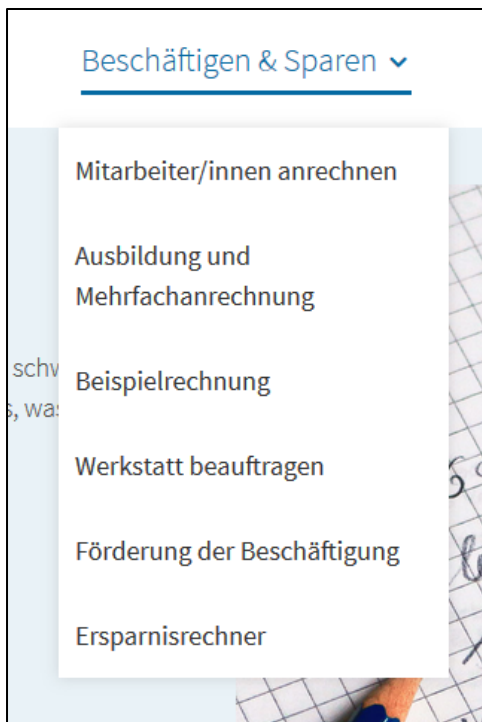 Beschäftigen & Sparen
Mitarbeiter/innen anrechnen
Ausbildung und
Mehrfachanrechnung
Beispielrechnung
Werkstatt beauftragen
Förderung der Beschäftigung
Ersparnisrechner